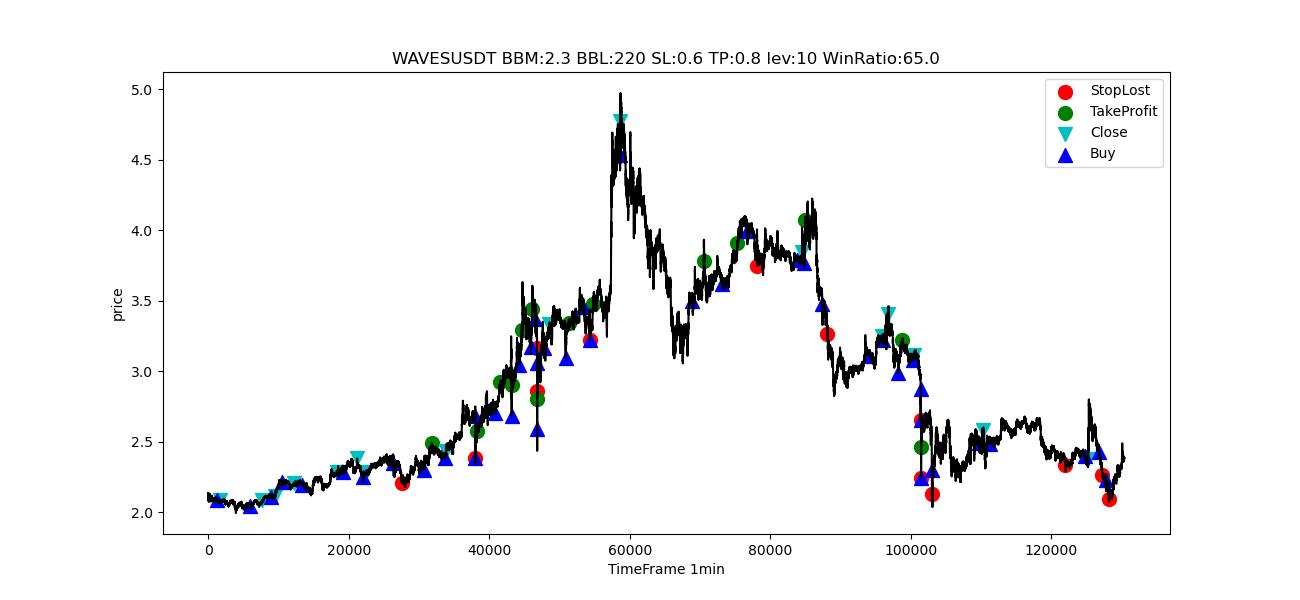 WAVESUSDT BBM:2.3 BBL:220 SL:0.6 TP:0.8 lev:10 WinRatio:65.0
StopLost
TakeProfit
Close
Buy
5.0
4.5
4.0
3.5
3.0
2.5
2.0
price
0 20000 40000 60000 80000 100000 120000
TimeFrame 1min